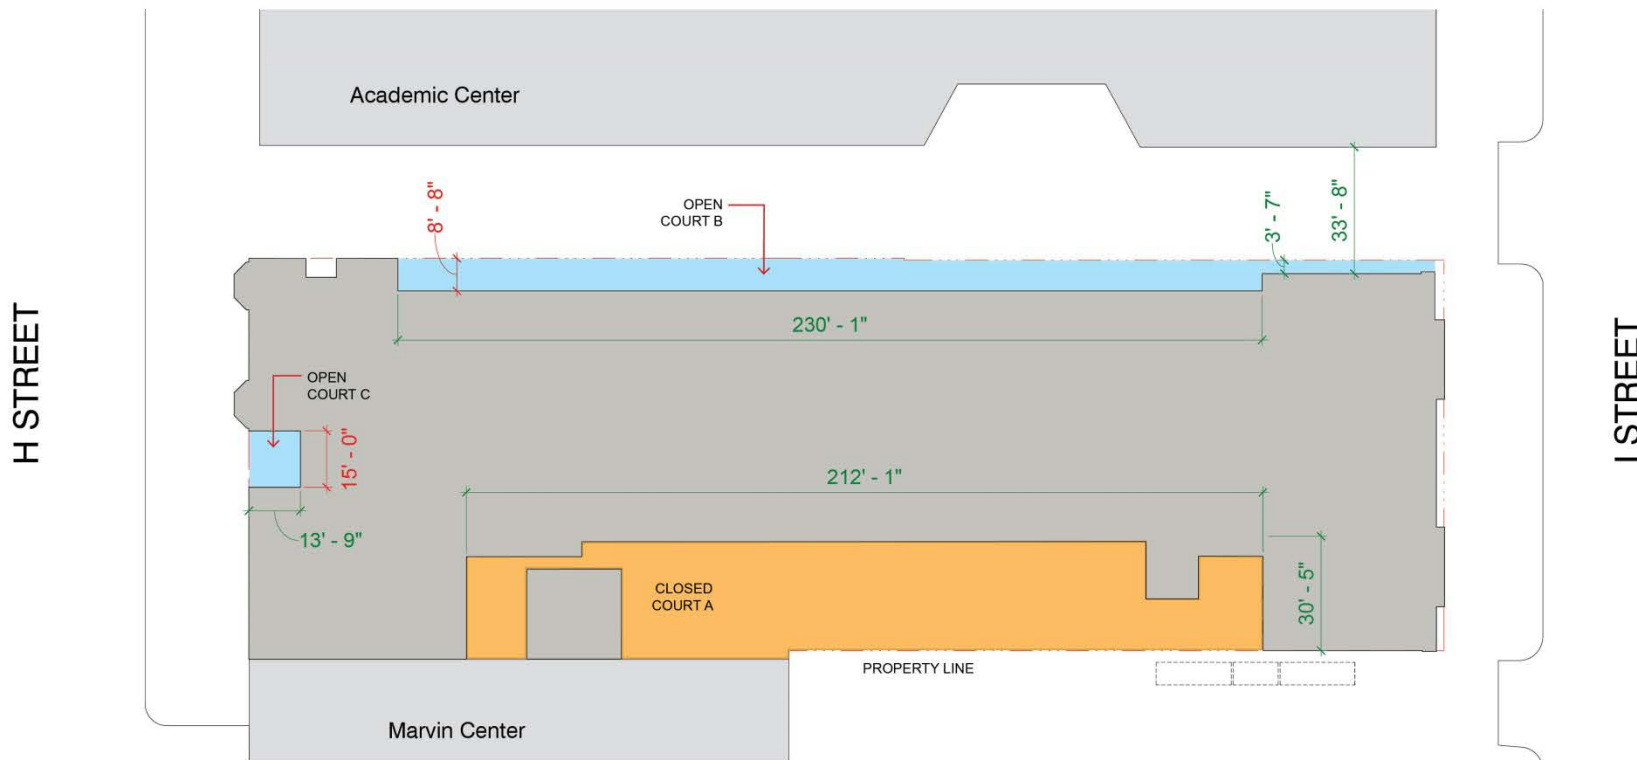 Academic Center
8' - 8"
OPEN
COURT B
3' - 7"
33' - 8"
H STREET
I STREET
230' - 1"
OPEN
COURT C
15' - 0"
212' - 1"
13' - 9"
CLOSED
COURT A
30' - 5"
PROPERTY LINE
Marvin Center